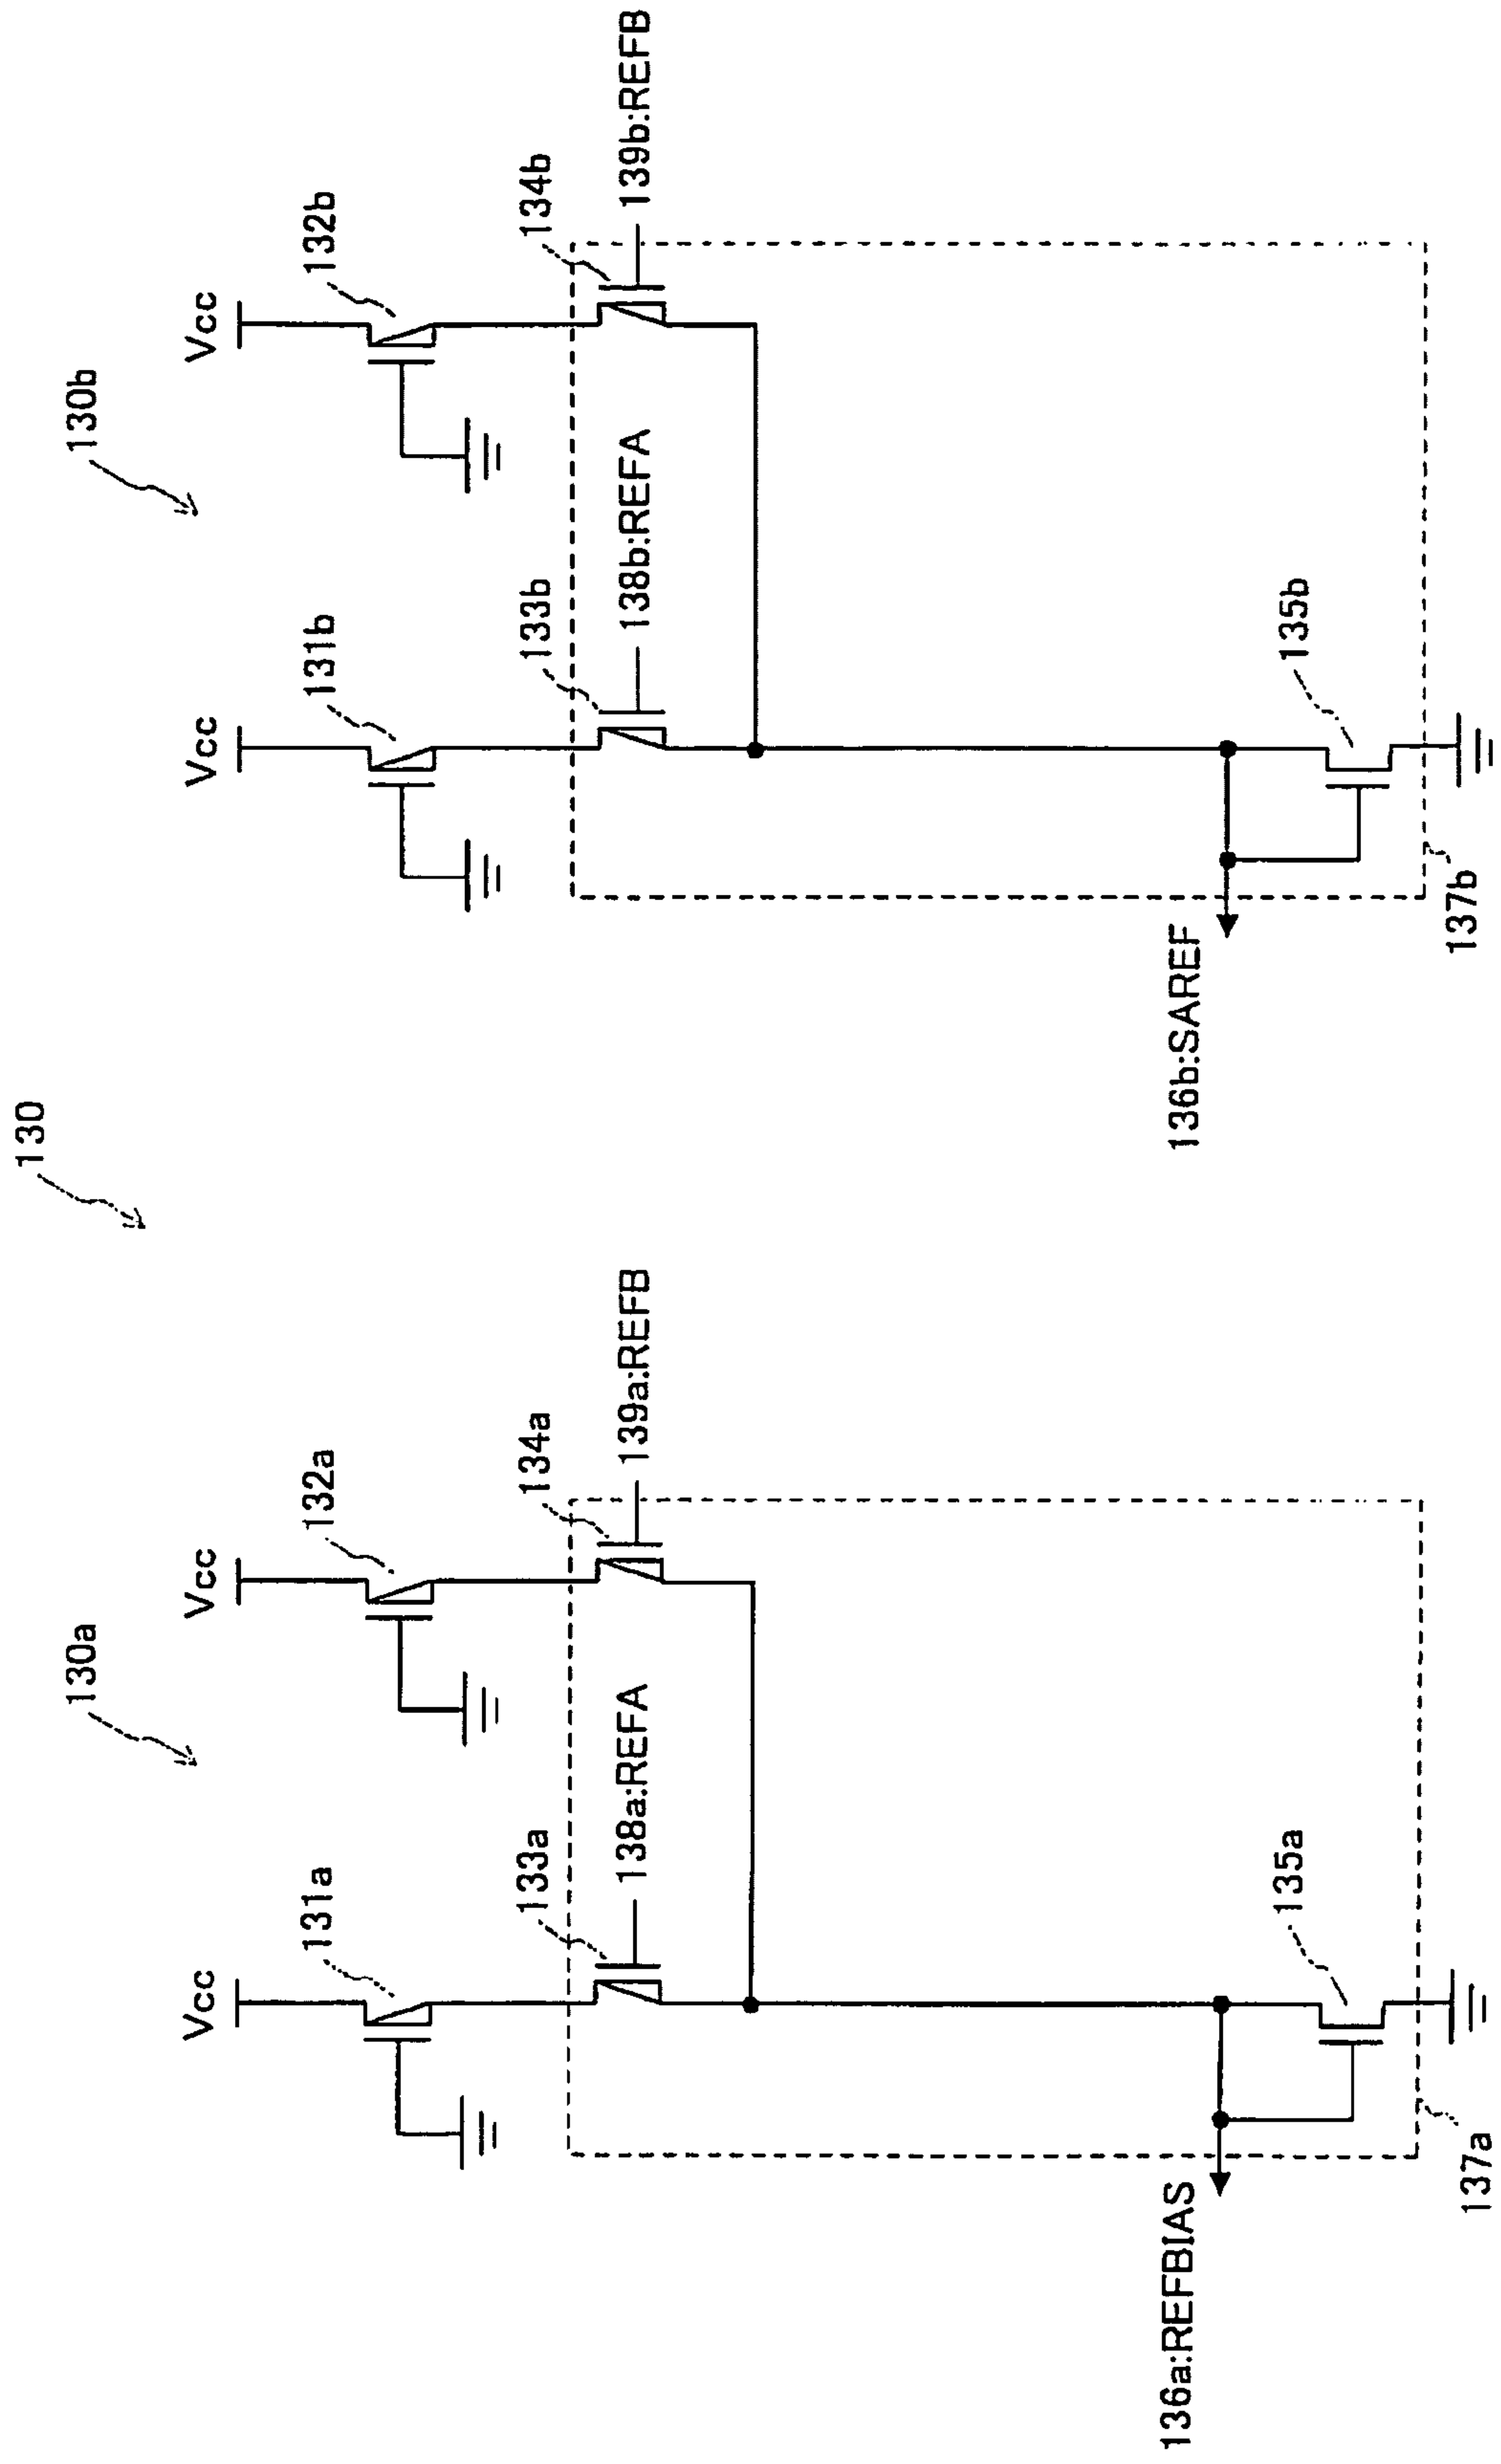 130
130a
130b
Vcc
Vcc
Vcc
Vcc
131a
132a
131b
132b
133a
134a
133b
134b
138a:REFA
139a:REFB
138b:REFA
139b:REFB
136a:REFBIAS
135a
136b:SAREF
135b
137a
137b